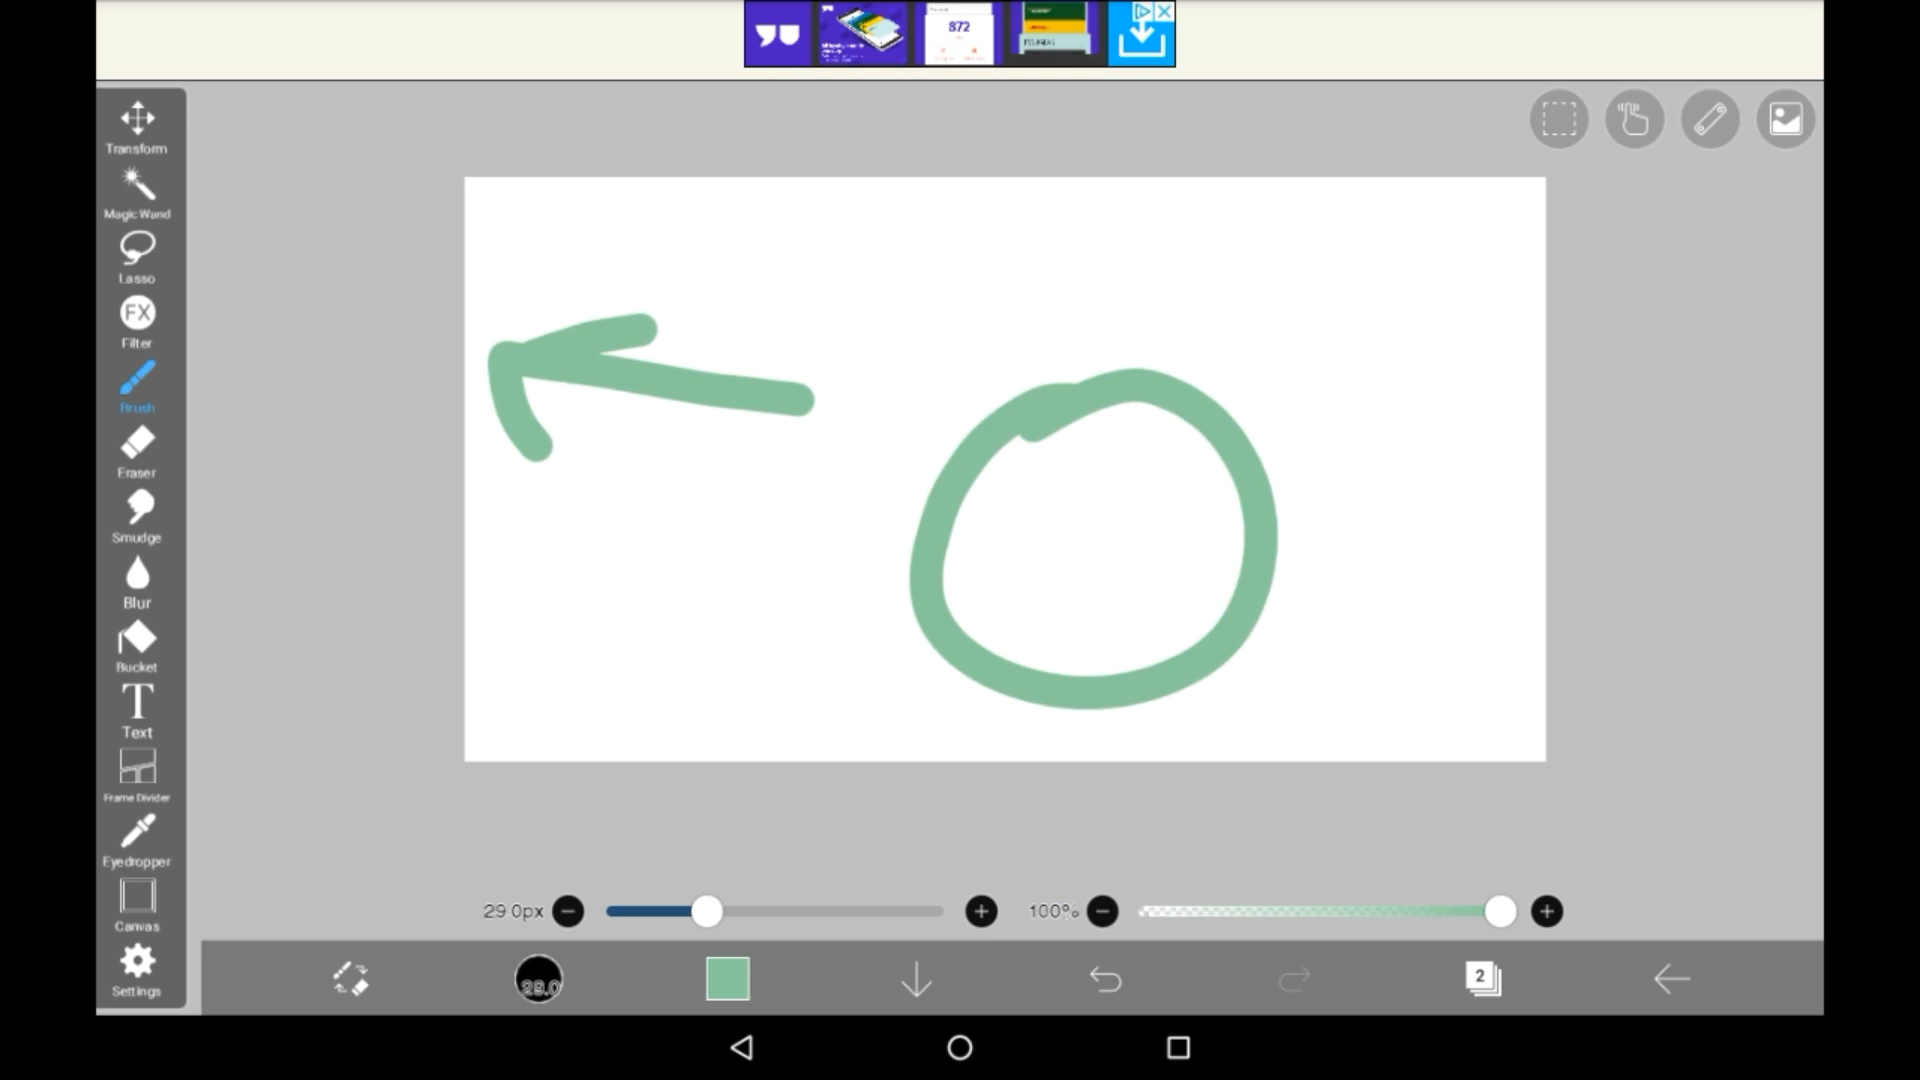 872
Transform
Magic Wand
Lasso
FX
Filter
Brush
Eraser
Smudge
Blur
Bucket
T
Text
Frame Divider
Eyedropper
Canvas
Settings
29.0px
100%
29.0
2